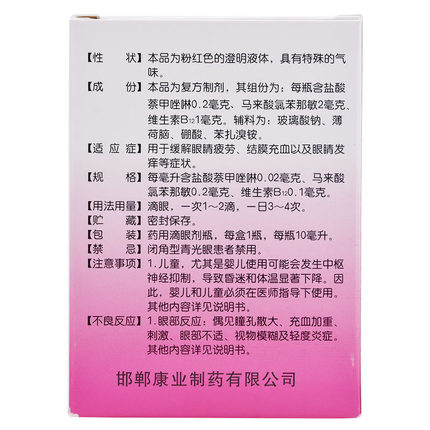 【性 状】本品为粉红色的澄明液体，具有特殊的气
味。
【成 份】本品为复方制剂，其组份为：每瓶含盐酸
萘甲唑啉0.2毫克、马来酸氯苯那敏2毫克、
维生素B₁₂1毫克。辅料为：玻璃酸钠、薄
荷脑、硼酸、苯扎溴铵。
【适 应 症】用于缓解眼睛疲劳、结膜充血以及眼睛发
痒等症状。
【规 格】每毫升含盐酸萘甲唑啉0.02毫克、马来酸
氯苯那敏0.2毫克、维生素B₁₂0.1毫克。
【用法用量】滴眼，一次1~2滴，一日3~4次。
【贮 藏】密封保存。
【包 装】药用滴眼剂瓶，每盒1瓶，每瓶10毫升。
【禁 忌】闭角型青光眼患者禁用。
【注意事项】1.儿童，尤其是婴儿使用可能会发生中枢
神经抑制，导致昏迷和体温显著下降。因
此，婴儿和儿童必须在医师指导下使用。
其他内容详见说明书。
【不良反应】1.眼部反应：偶见瞳孔散大、充血加重、
刺激、眼部不适、视物模糊及轻度炎症。
其他内容详见说明书。
邯郸康业制药有限公司